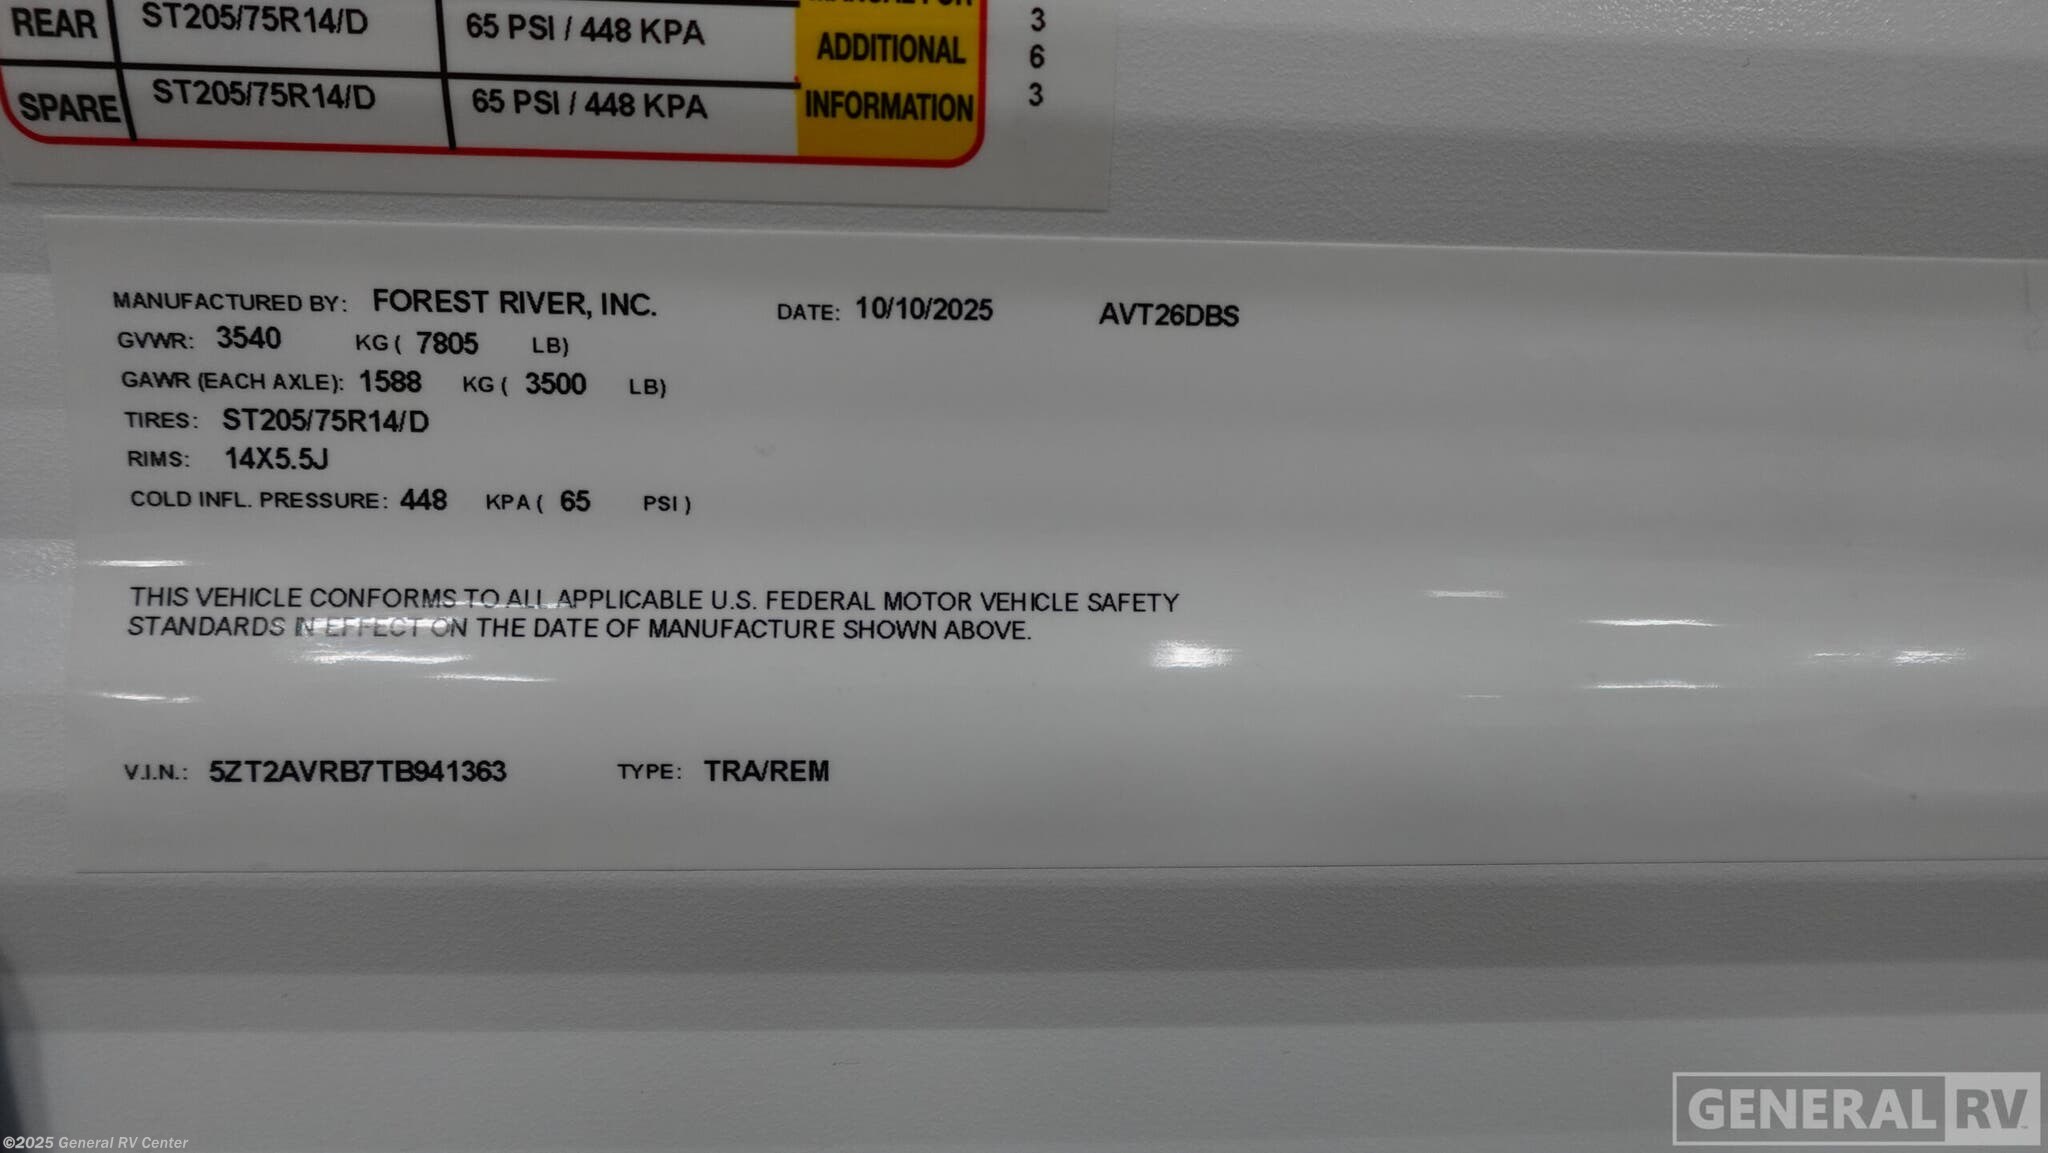 REAR ST205/75R14/D 65 PSI / 448 KPA
ADDITIONAL
SPARE ST205/75R14/D 65 PSI / 448 KPA
INFORMATION
3
6
3
MANUFACTURED BY: FOREST RIVER, INC. DATE: 10/10/2025 AVT26DBS
GVWR: 3540 KG ( 7805 LB)
GAWR (EACH AXLE): 1588 KG ( 3500 LB)
TIRES: ST205/75R14/D
RIMS: 14X5.5J
COLD INFL. PRESSURE: 448 KPA ( 65 PSI )
THIS VEHICLE CONFORMS TO ALL APPLICABLE U.S. FEDERAL MOTOR VEHICLE SAFETY
STANDARDS IN EFFECT ON THE DATE OF MANUFACTURE SHOWN ABOVE.
V.I.N.: 5ZT2AVRB7TB941363 TYPE: TRA/REM
GENERAL RV
©2025 General RV Center